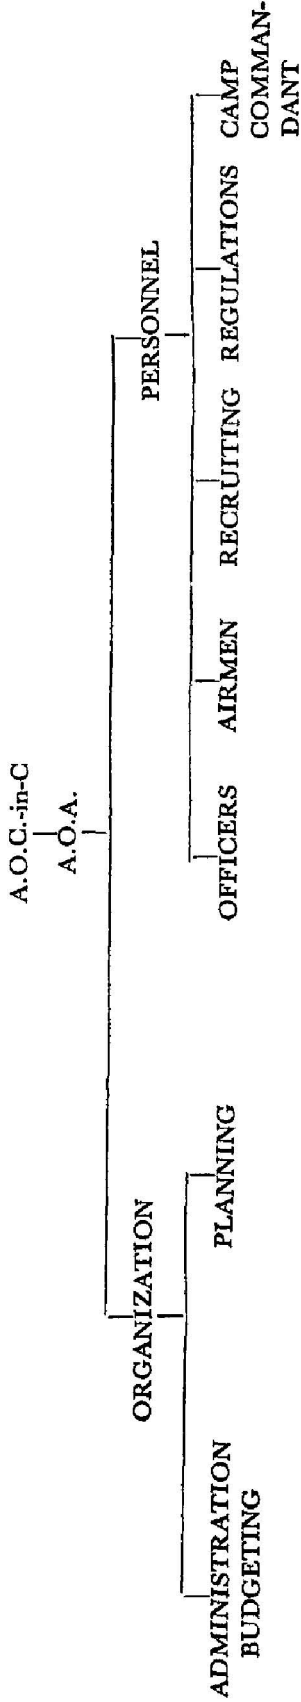 A.O.C.-in-C
A.O.A.
ORGANIZATION
PERSONNEL
ADMINISTRATION
BUDGETING
PLANNING
OFFICERS
AIRMEN
RECRUITING
REGULATIONS
CAMP
COMMAN-
DANT